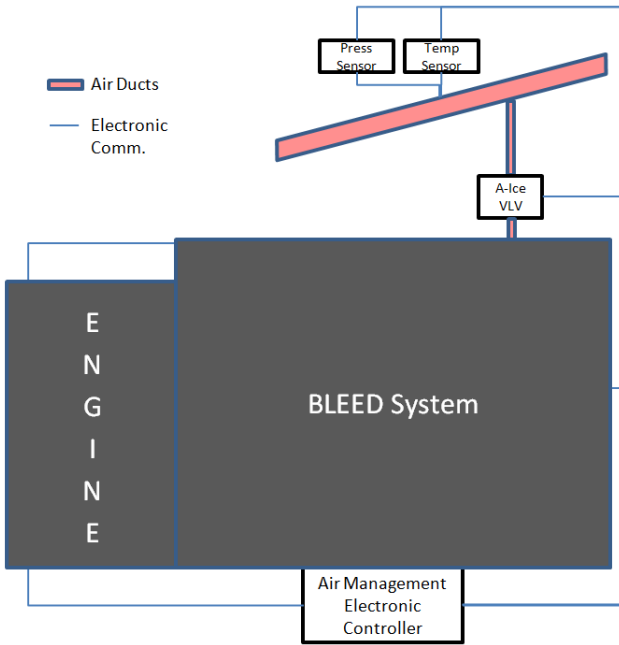 Press
Sensor
Temp
Sensor
Air Ducts
Electronic
Comm.
A-Ice
VLV
E
N
G
I
N
E
BLEED System
Air Management
Electronic
Controller